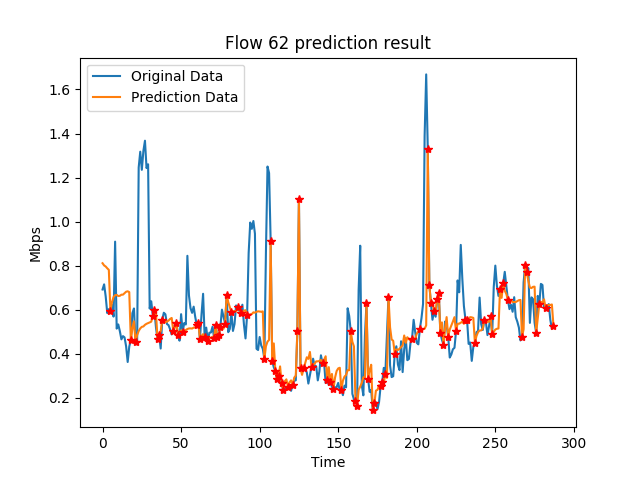 Flow 62 prediction result
Original Data
Prediction Data
Mbps
1.6
1.4
1.2
1.0
0.8
0.6
0.4
0.2
0 50 100 150 200 250 300
Time